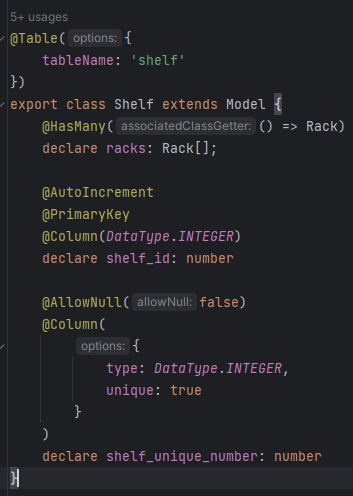 5+ usages
@Table( options: {
    tableName: 'shelf'
})
export class Shelf extends Model {
    @HasMany( associatedClassGetter: () => Rack)
    declare racks: Rack[];

    @AutoIncrement
    @PrimaryKey
    @Column(DataType.INTEGER)
    declare shelf_id: number

    @AllowNull( allowNull: false)
    @Column(
        options: {
            type: DataType.INTEGER,
            unique: true
        }
    )
    declare shelf_unique_number: number
}